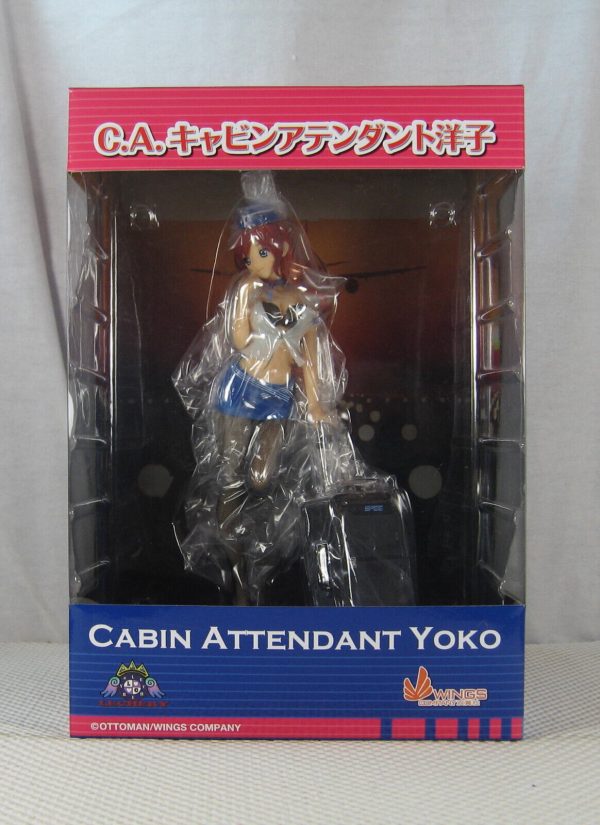 C.A.キャビンアテンダント洋子
CABIN ATTENDANT YOKO
LECHERY
WINGS
©OTTOMAN/WINGS COMPANY